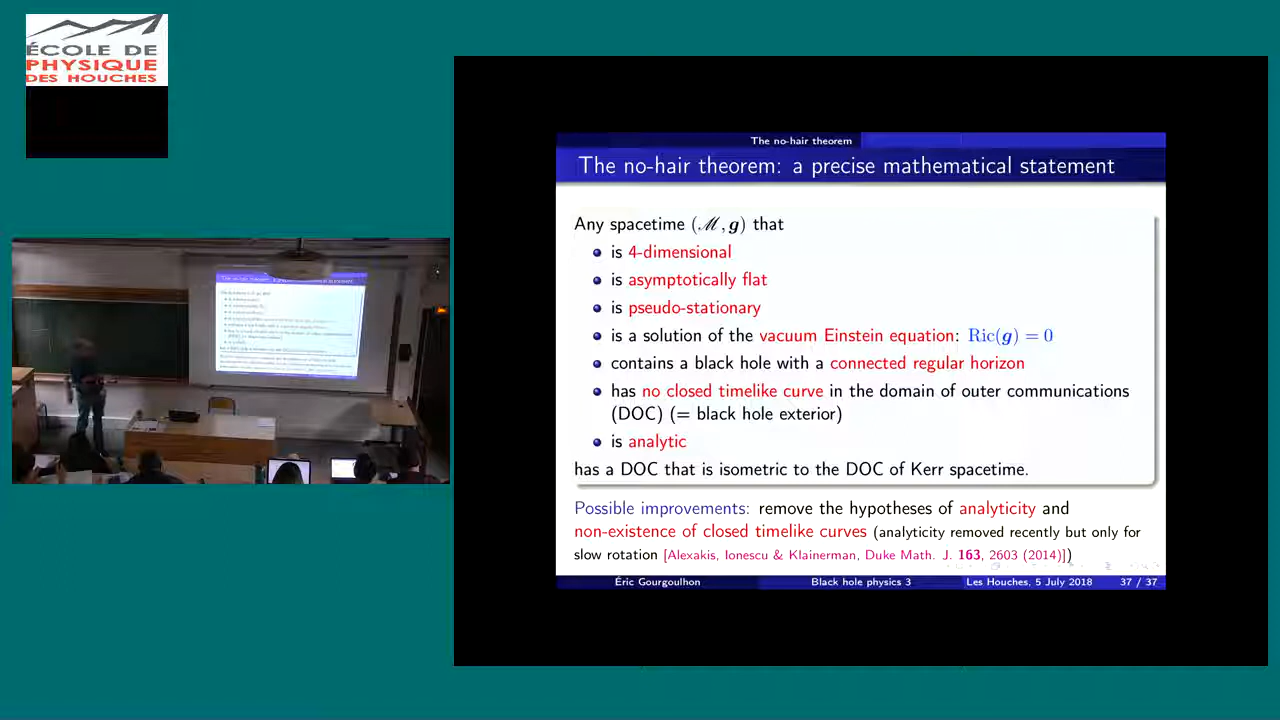 ÉCOLE DE
PHYSIQUE
DES HOUCHES
The no-hair theorem
The no-hair theorem: a precise mathematical statement
Any spacetime (ℳ, g) that
is 4-dimensional
is asymptotically flat
is pseudo-stationary
is a solution of the vacuum Einstein equation: Ric(g) = 0
contains a black hole with a connected regular horizon
has no closed timelike curve in the domain of outer communications
(DOC) (= black hole exterior)
is analytic
has a DOC that is isometric to the DOC of Kerr spacetime.
Possible improvements: remove the hypotheses of analyticity and
non-existence of closed timelike curves (analyticity removed recently but only for
slow rotation [Alexakis, Ionescu & Klainerman, Duke Math. J. 163, 2603 (2014)])
Éric Gourgoulhon
Black hole physics 3
Les Houches, 5 July 2018
37 / 37